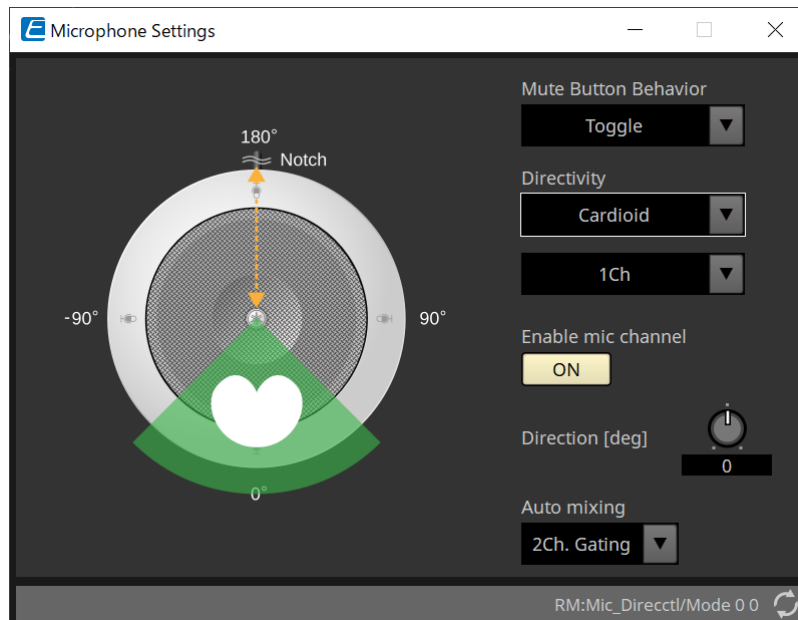 Microphone Settings
180°
Notch
-90°
90°
0°
Mute Button Behavior
Toggle
Directivity
Cardioid
1Ch
Enable mic channel
ON
Direction [deg]
0
Auto mixing
2Ch. Gating
RM:Mic_Direcctl/Mode 0 0